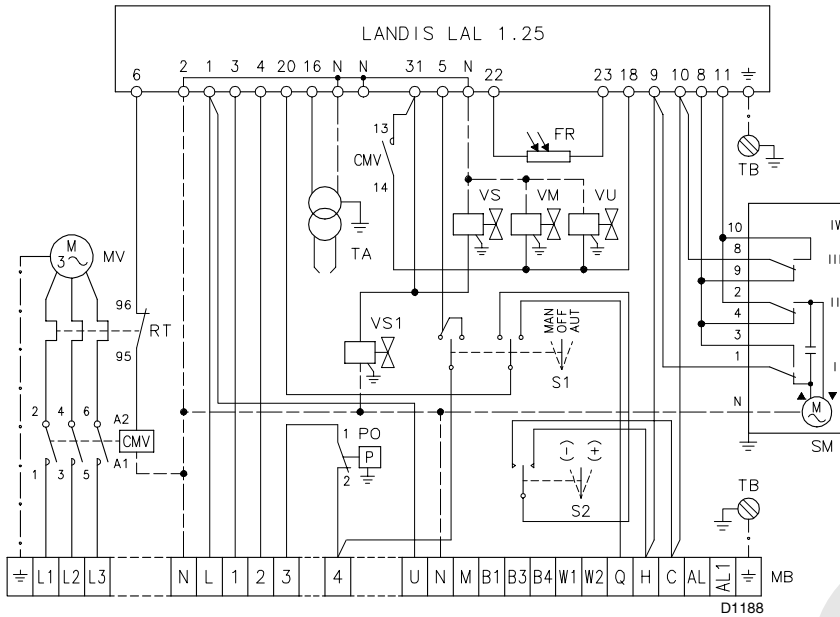 LANDIS LAL 1.25
6 2 1 3 4 20 16 N N 31 5 N 22 23 18 9 10 8 11
13
CMV
14
FR
TB
VS VM VU
TA
M
3
MV
10
8
9
2
4
3
1
N
IV
III
II
I
M
SM
96
RT
95
VS1
MAN
OFF
AUT
S1
2 4 6 A2
CMV
1 3 5 A1
1 PO
P
2
(-) (+)
S2
TB
L1 L2 L3 N L 1 2 3 4 U N M B1 B3 B4 W1 W2 Q H C AL AL1 MB
D1188